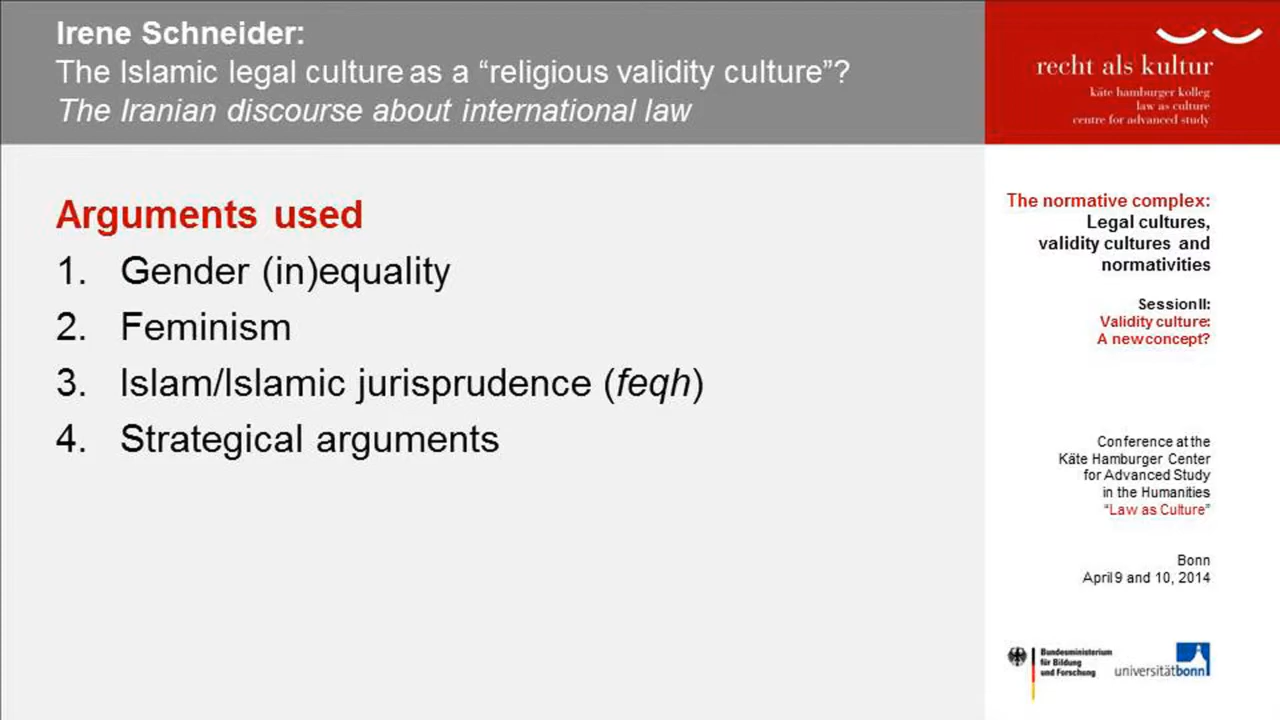 Irene Schneider:
The Islamic legal culture as a “religious validity culture”?
The Iranian discourse about international law
recht als kultur
käte hamburger kolleg
law as culture
centre for advanced study
Arguments used
1. Gender (in)equality
2. Feminism
3. Islam/Islamic jurisprudence (feqh)
4. Strategical arguments
The normative complex:
Legal cultures,
validity cultures and
normativities
Session II:
Validity culture:
A new concept?
Conference at the
Käte Hamburger Center
for Advanced Study
in the Humanities
“Law as Culture”
Bonn
April 9 and 10, 2014
Bundesministerium
für Bildung
und Forschung
universitätbonn